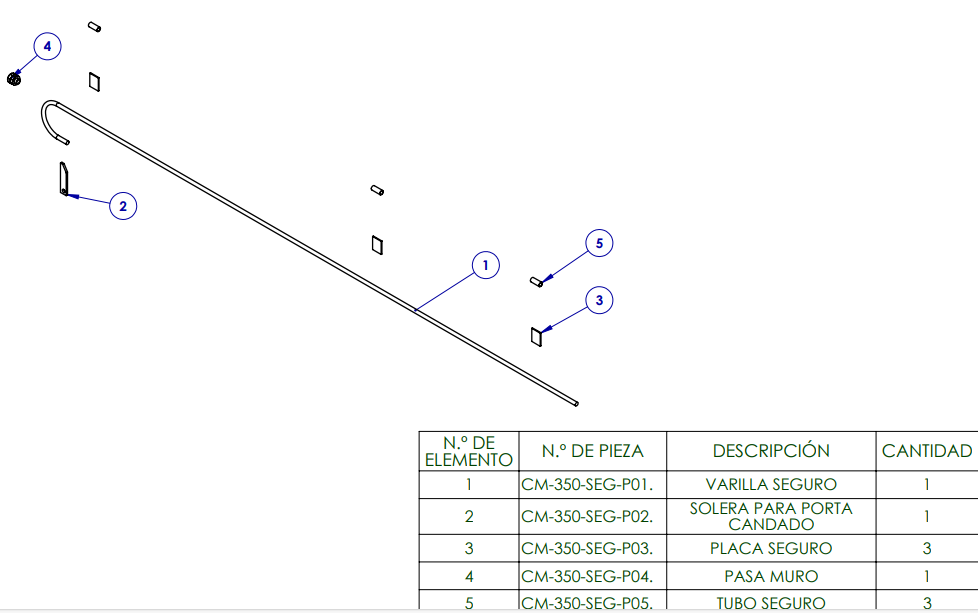 4
2
5
1
3
N.º DE ELEMENTO N.º DE PIEZA DESCRIPCIÓN CANTIDAD
1 CM-350-SEG-P01. VARILLA SEGURO 1
2 CM-350-SEG-P02. SOLERA PARA PORTA CANDADO 1
3 CM-350-SEG-P03. PLACA SEGURO 3
4 CM-350-SEG-P04. PASA MURO 1
5 CM-350-SEG-P05. TUBO SEGURO 3